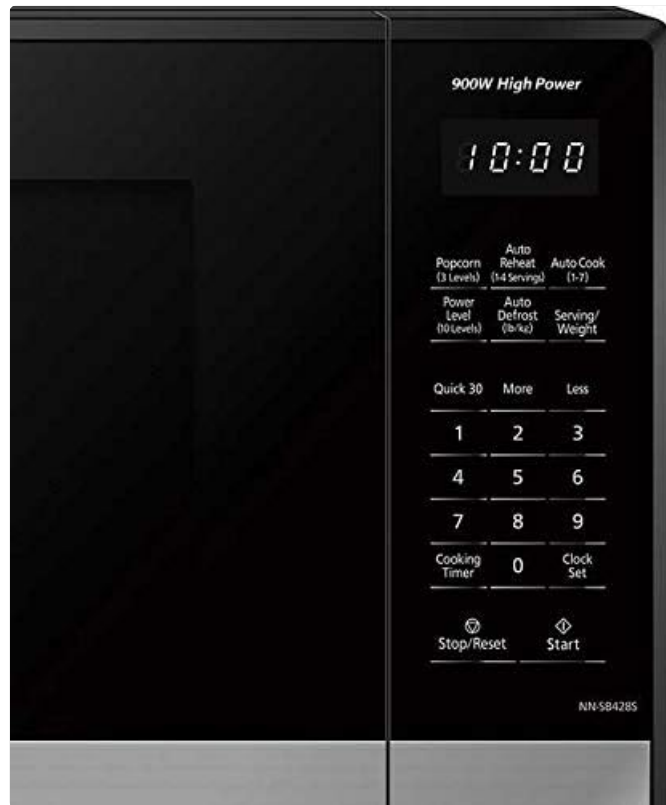 900W High Power
10:00
Popcorn
(3 Levels)
Auto
Reheat
(1-4 Servings)
Auto Cook
(1-7)
Power
Level
(10 Levels)
Auto
Defrost
(lb/kg)
Serving/
Weight
Quick 30
More
Less
1
2
3
4
5
6
7
8
9
Cooking
Timer
0
Clock
Set
Stop/Reset
Start
NN-SB428S